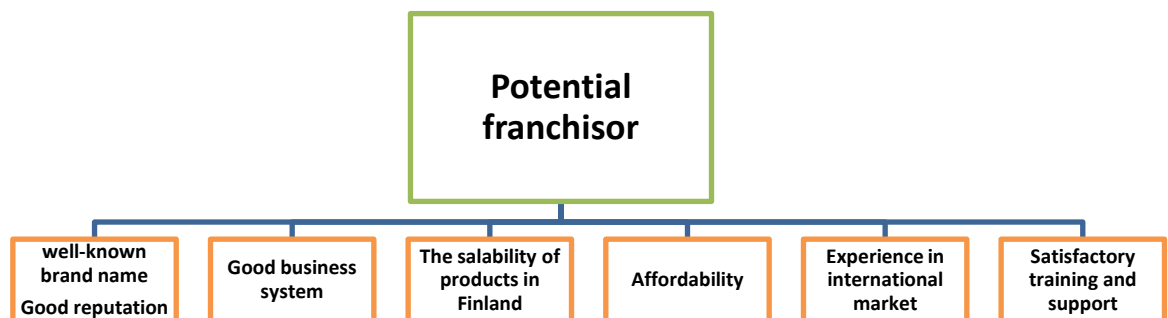 Potential
franchisor
well-known
brand name
Good reputation
Good business
system
The salability of
products in
Finland
Affordability
Experience in
international
market
Satisfactory
training and
support